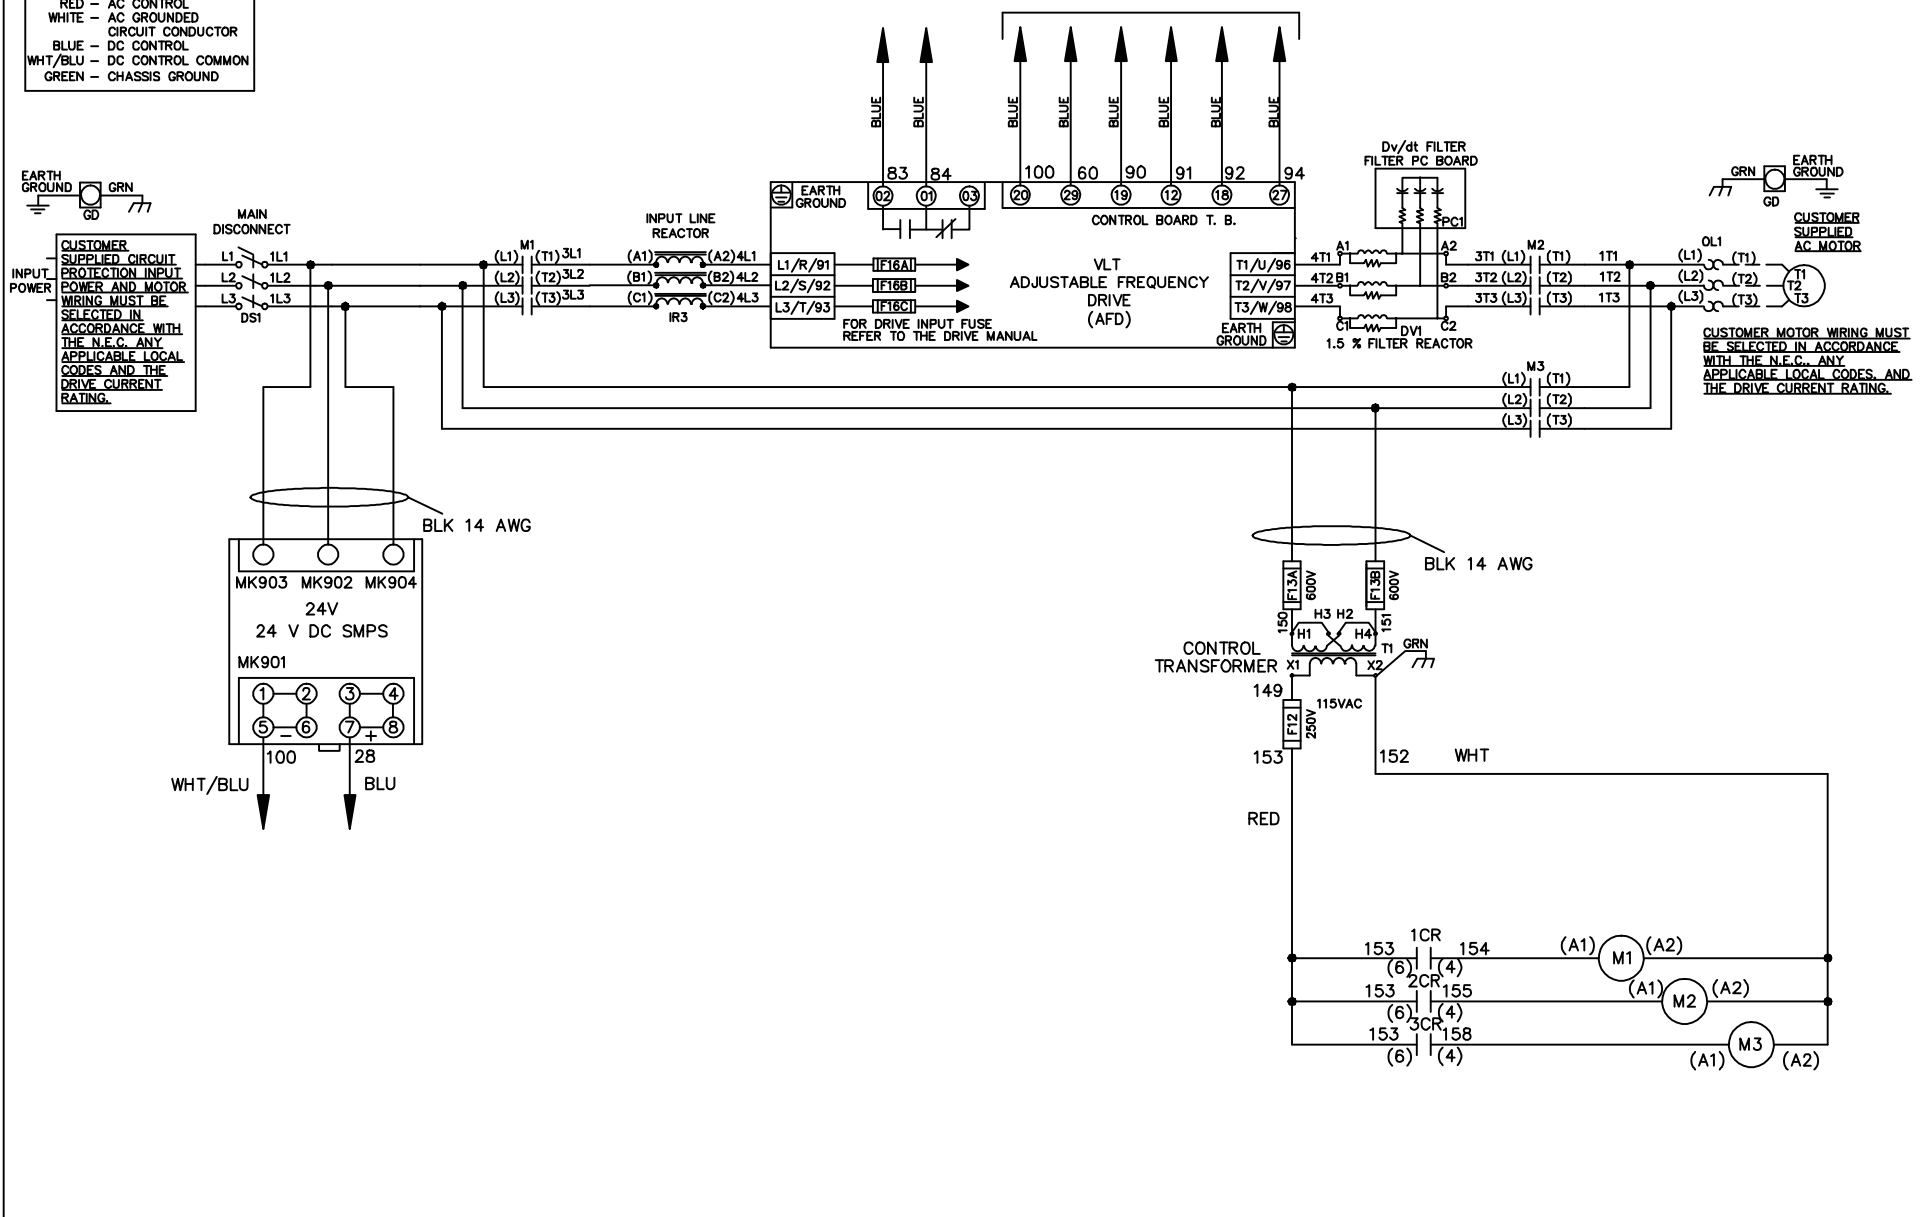 RED – AC CONTROL
WHITE – AC GROUNDED
CIRCUIT CONDUCTOR
BLUE – DC CONTROL
WHT/BLU – DC CONTROL COMMON
GREEN – CHASSIS GROUND
BLUE
BLUE
BLUE
BLUE
BLUE
BLUE
BLUE
BLUE
EARTH
GROUND
GRN
GD
INPUT
POWER
CUSTOMER
SUPPLIED CIRCUIT
PROTECTION INPUT
POWER AND MOTOR
WIRING MUST BE
SELECTED IN
ACCORDANCE WITH
THE N.E.C. ANY
APPLICABLE LOCAL
CODES AND THE
DRIVE CURRENT
RATING.
MAIN
DISCONNECT
L1 1L1
L2 1L2
L3 1L3
DS1
M1
(L1) (T1) 3L1
(L2) (T2) 3L2
(L3) (T3) 3L3
INPUT LINE
REACTOR
(A1) (A2) 4L1
(B1) (B2) 4L2
(C1) (C2) 4L3
IR3
83 84
EARTH
GROUND
02 01 03
100 60 90 91 92 94
20 29 19 12 18 27
CONTROL BOARD T. B.
L1/R/91
L2/S/92
L3/T/93
F16A
F16B
F16C
FOR DRIVE INPUT FUSE
REFER TO THE DRIVE MANUAL
VLT
ADJUSTABLE FREQUENCY
DRIVE
(AFD)
T1/U/96
T2/V/97
T3/W/98
EARTH
GROUND
Dv/dt FILTER
FILTER PC BOARD
PC1
4T1 A1 A2
4T2 B1 B2
4T3
C1 DV1 C2
1.5 % FILTER REACTOR
M2
3T1 (L1) (T1) 1T1
3T2 (L2) (T2) 1T2
3T3 (L3) (T3) 1T3
OL1
(L1) (T1)
(L2) (T2)
(L3) (T3)
T1
T2
T3
GRN
GD
EARTH
GROUND
CUSTOMER
SUPPLIED
AC MOTOR
CUSTOMER MOTOR WIRING MUST
BE SELECTED IN ACCORDANCE
WITH THE N.E.C., ANY
APPLICABLE LOCAL CODES, AND
THE DRIVE CURRENT RATING.
M3
(L1) (T1)
(L2) (T2)
(L3) (T3)
BLK 14 AWG
MK903 MK902 MK904
24V
24 V DC SMPS
MK901
1 2 3 4
5 6 7 8
– +
100 28
WHT/BLU BLU
BLK 14 AWG
F13A
600V
F13B
600V
150
151
H3 H2
H1 H4
T1
GRN
CONTROL
TRANSFORMER
X1 X2
149
115VAC
F12
250V
153
152
WHT
RED
1CR
153 154
(6) (4)
(A1) M1 (A2)
2CR
153 155
(6) (4)
(A1) M2 (A2)
3CR
153 158
(6) (4)
(A1) M3 (A2)